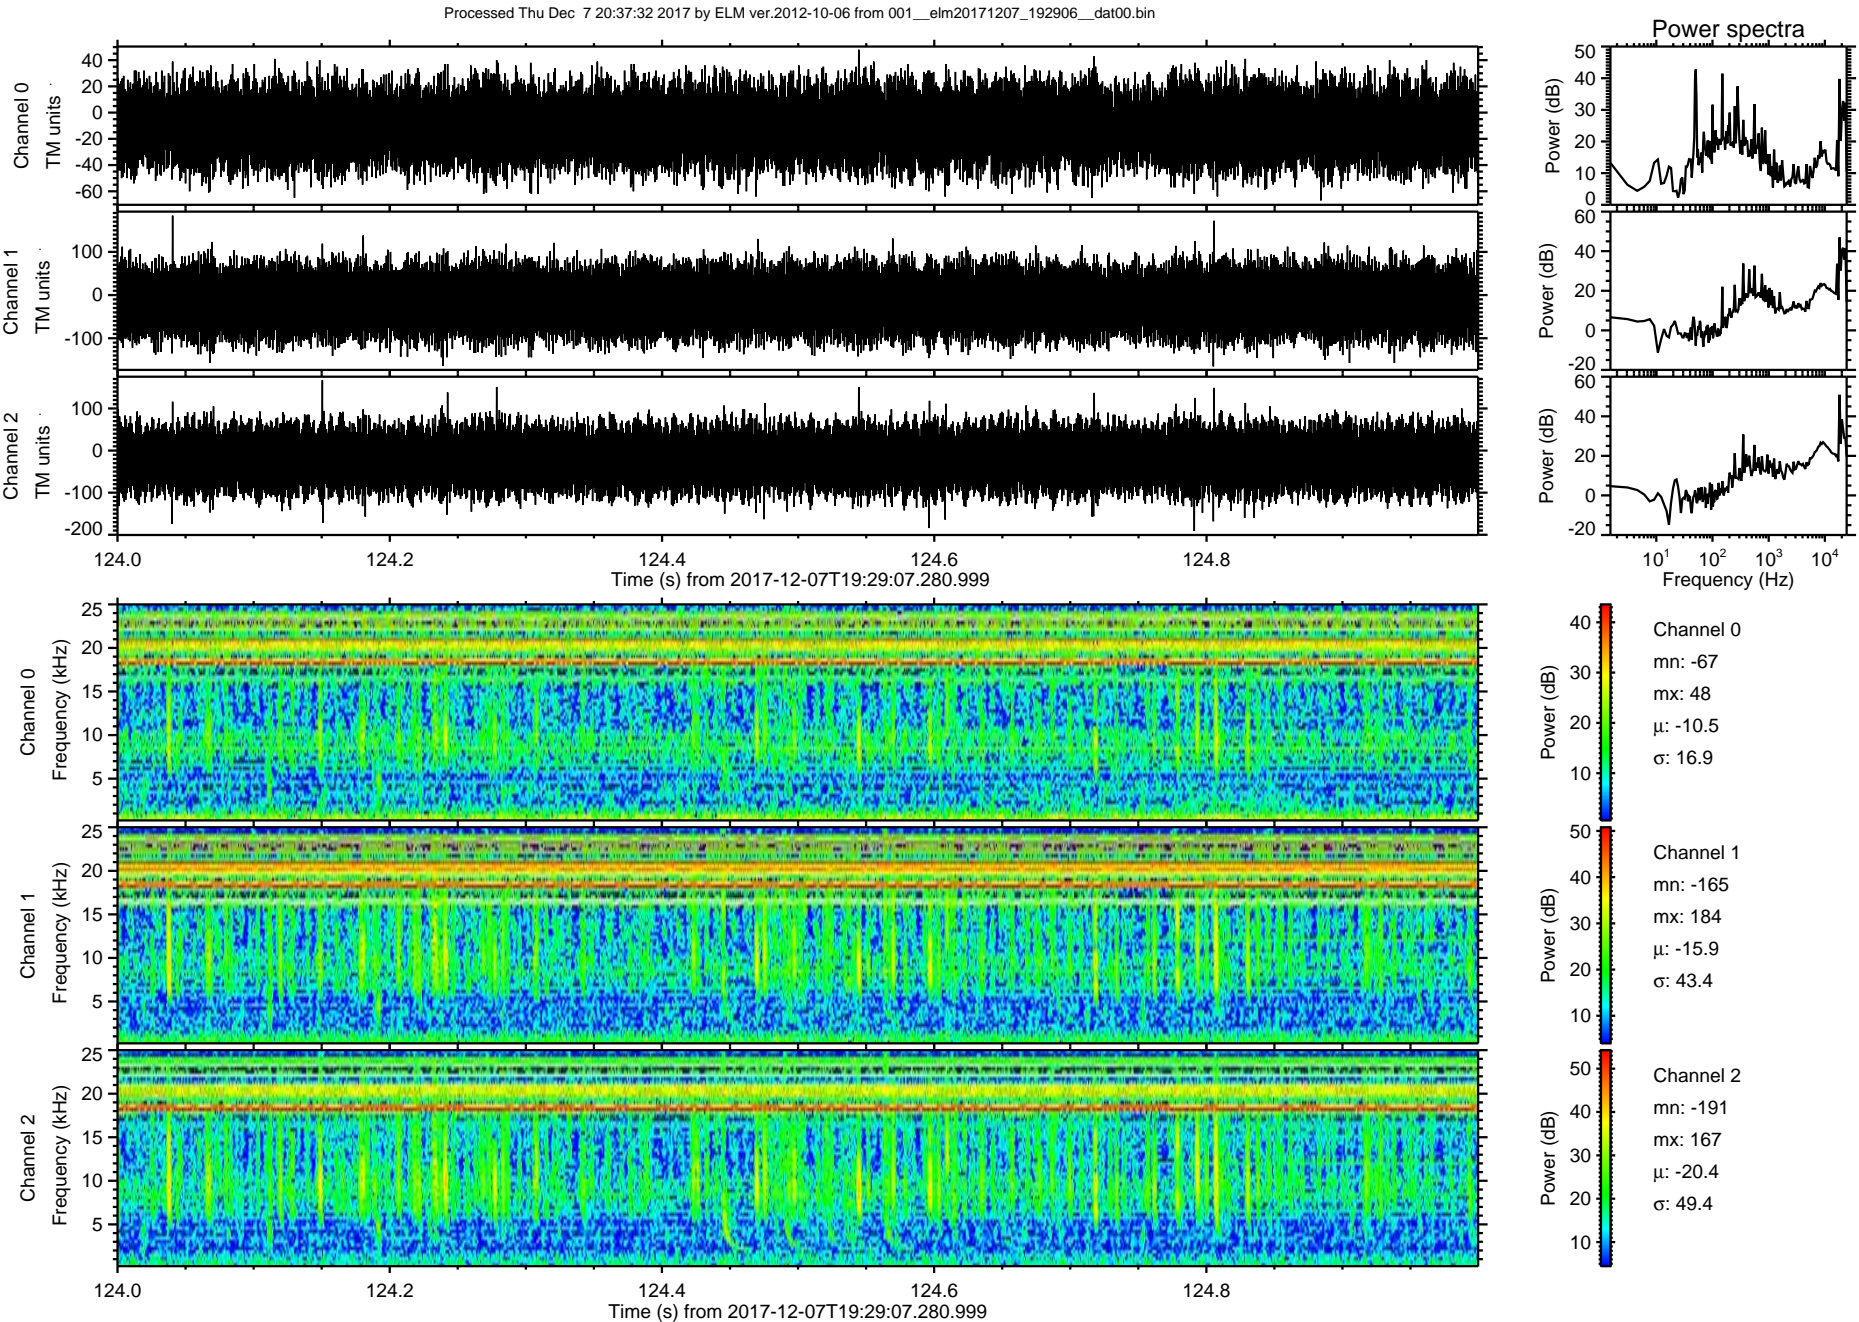 Processed Thu Dec  7 20:37:32 2017 by ELM ver.2012-10-06 from 001__elm20171207_192906__dat00.bin
Power spectra
Channel 0
TM units
40
20
0
-20
-40
-60
Power (dB)
50
40
30
20
10
0
Channel 1
TM units
100
0
-100
Power (dB)
60
40
20
0
-20
Channel 2
TM units
100
0
-100
-200
Power (dB)
60
40
20
0
-20
124.0 124.2 124.4 124.6 124.8
Time (s) from 2017-12-07T19:29:07.280.999
10^1 10^2 10^3 10^4
Frequency (Hz)
Channel 0
Frequency (kHz)
25
20
15
10
5
Power (dB)
40
30
20
10
Channel 0
mn: -67
mx: 48
μ: -10.5
σ: 16.9
Channel 1
Frequency (kHz)
25
20
15
10
5
Power (dB)
50
40
30
20
10
Channel 1
mn: -165
mx: 184
μ: -15.9
σ: 43.4
Channel 2
Frequency (kHz)
25
20
15
10
5
Power (dB)
50
40
30
20
10
Channel 2
mn: -191
mx: 167
μ: -20.4
σ: 49.4
124.0 124.2 124.4 124.6 124.8
Time (s) from 2017-12-07T19:29:07.280.999